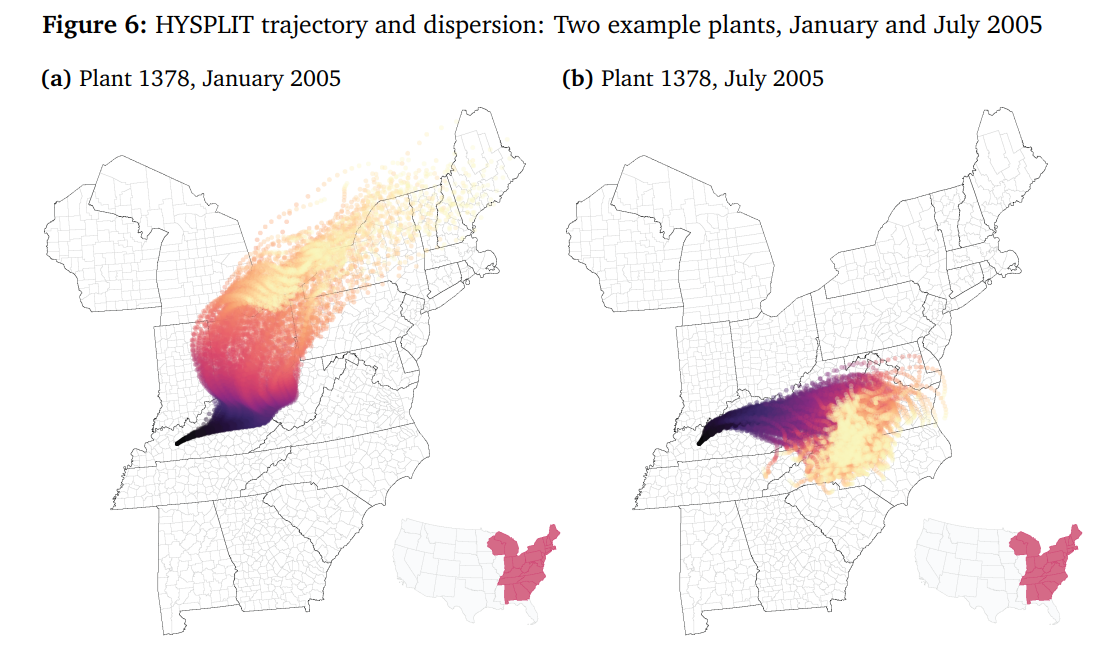 Figure 6: HYSPLIT trajectory and dispersion: Two example plants, January and July 2005
(a) Plant 1378, January 2005
(b) Plant 1378, July 2005